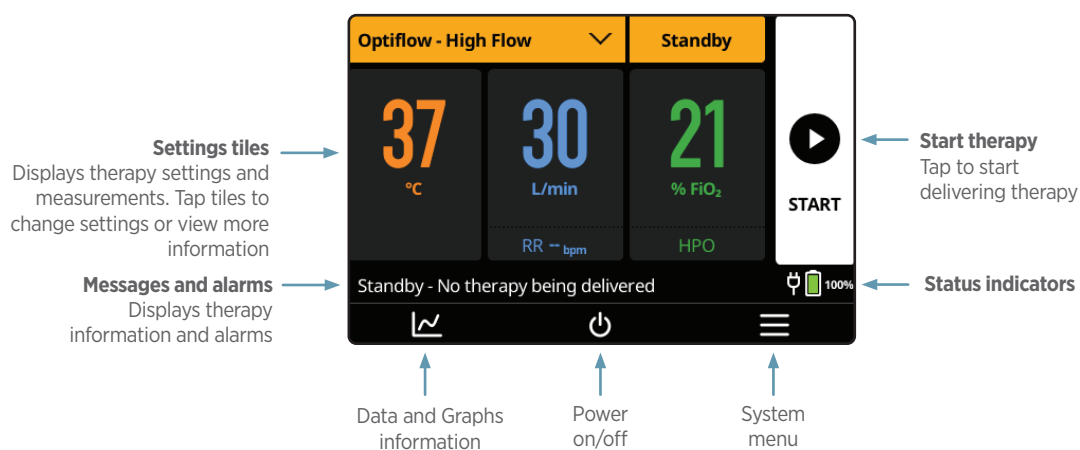 Optiflow - High Flow
Standby
37
°C
30
L/min
RR -- bpm
21
% FiO₂
HPO
START
Standby - No therapy being delivered
100%
Settings tiles
Displays therapy settings and
measurements. Tap tiles to
change settings or view more
information
Messages and alarms
Displays therapy
information and alarms
Start therapy
Tap to start
delivering therapy
Status indicators
Data and Graphs
information
Power
on/off
System
menu